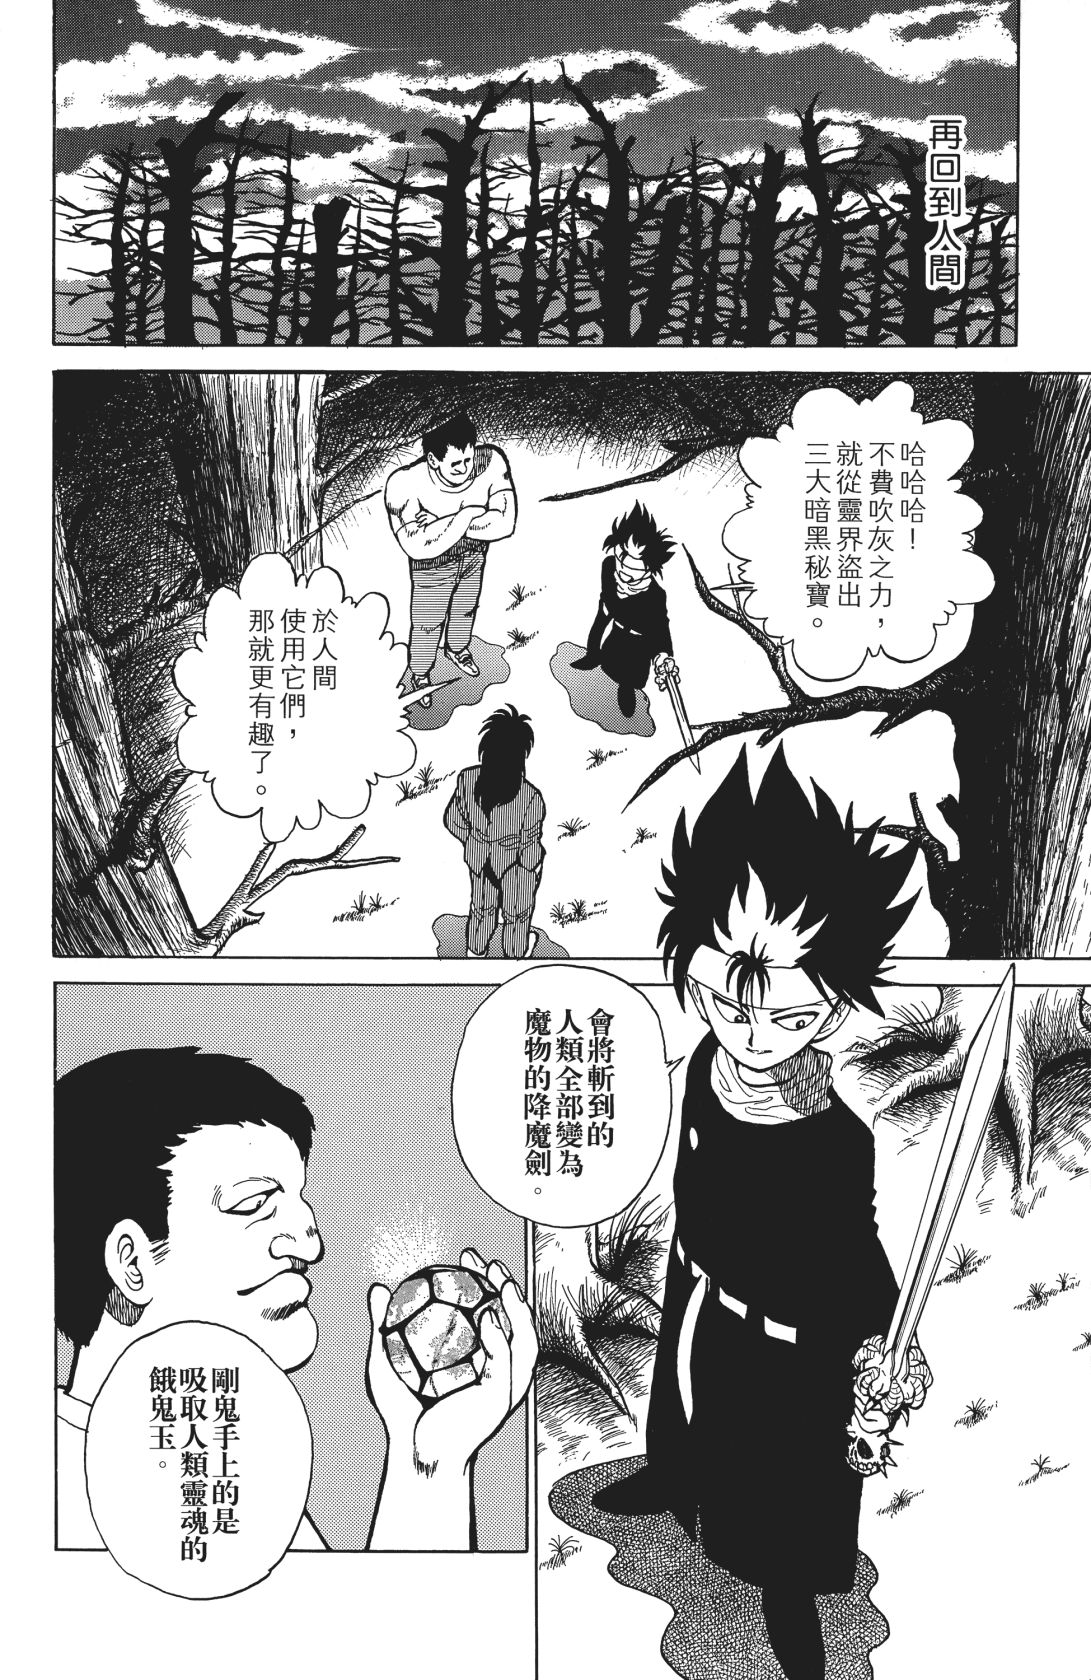 再回到人間
哈哈哈！
不費吹灰之力，
就從靈界盜出
三大暗黑秘寶。
於人間
使用它們，
那就更有趣了。
會將斬到的
人類全部變為
魔物的降魔劍。
剛鬼手上的是
吸取人類靈魂的
餓鬼玉。